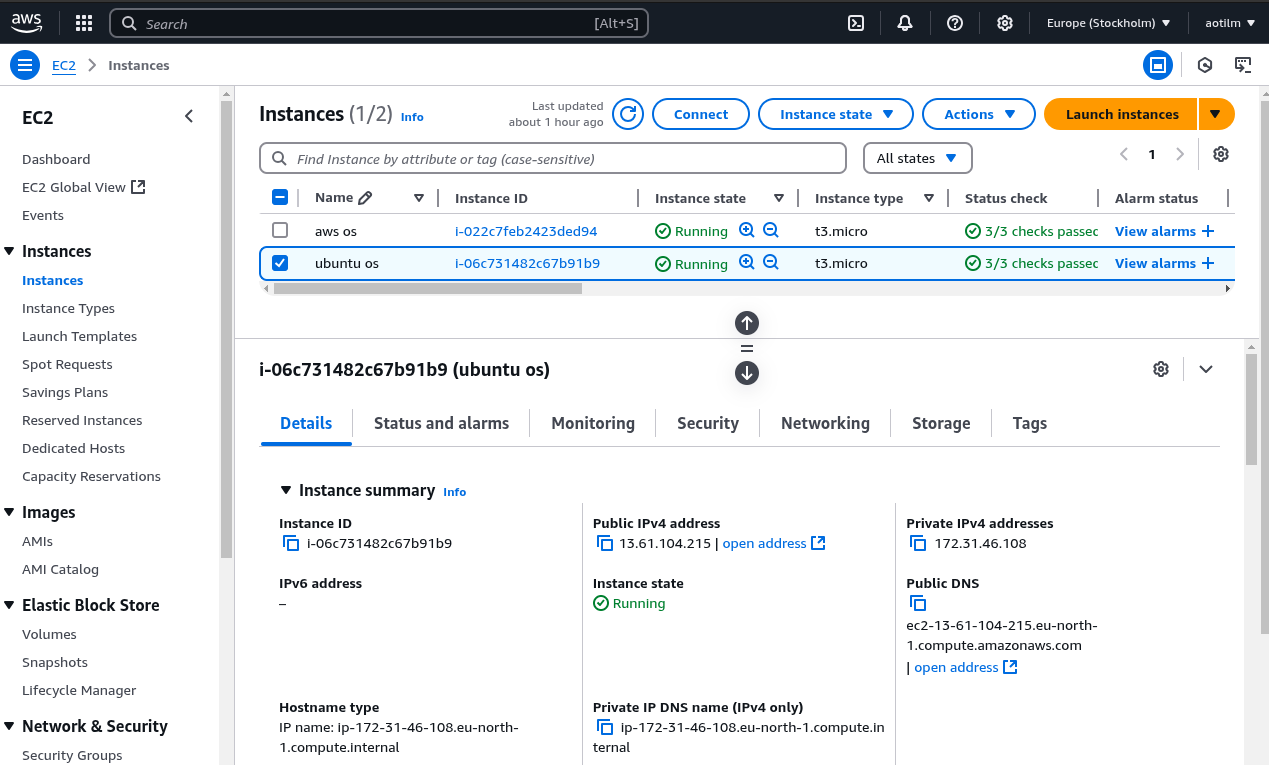 aws
Search [Alt+S]
Europe (Stockholm)
aotilm
EC2 Instances
EC2
Dashboard
EC2 Global View
Events
Instances
Instances
Instance Types
Launch Templates
Spot Requests
Savings Plans
Reserved Instances
Dedicated Hosts
Capacity Reservations
Images
AMIs
AMI Catalog
Elastic Block Store
Volumes
Snapshots
Lifecycle Manager
Network & Security
Security Groups
Instances (1/2) Info
Last updated
about 1 hour ago
Connect
Instance state
Actions
Launch instances
Find Instance by attribute or tag (case-sensitive)
All states
1
Name Instance ID Instance state Instance type Status check Alarm status
aws os i-022c7feb2423ded94 Running t3.micro 3/3 checks passec View alarms +
ubuntu os i-06c731482c67b91b9 Running t3.micro 3/3 checks passec View alarms +
i-06c731482c67b91b9 (ubuntu os)
Details Status and alarms Monitoring Security Networking Storage Tags
Instance summary Info
Instance ID
i-06c731482c67b91b9
Public IPv4 address
13.61.104.215 | open address
Private IPv4 addresses
172.31.46.108
IPv6 address
–
Instance state
Running
Public DNS
ec2-13-61-104-215.eu-north-
1.compute.amazonaws.com
| open address
Hostname type
IP name: ip-172-31-46-108.eu-north-
1.compute.internal
Private IP DNS name (IPv4 only)
ip-172-31-46-108.eu-north-1.compute.in
ternal